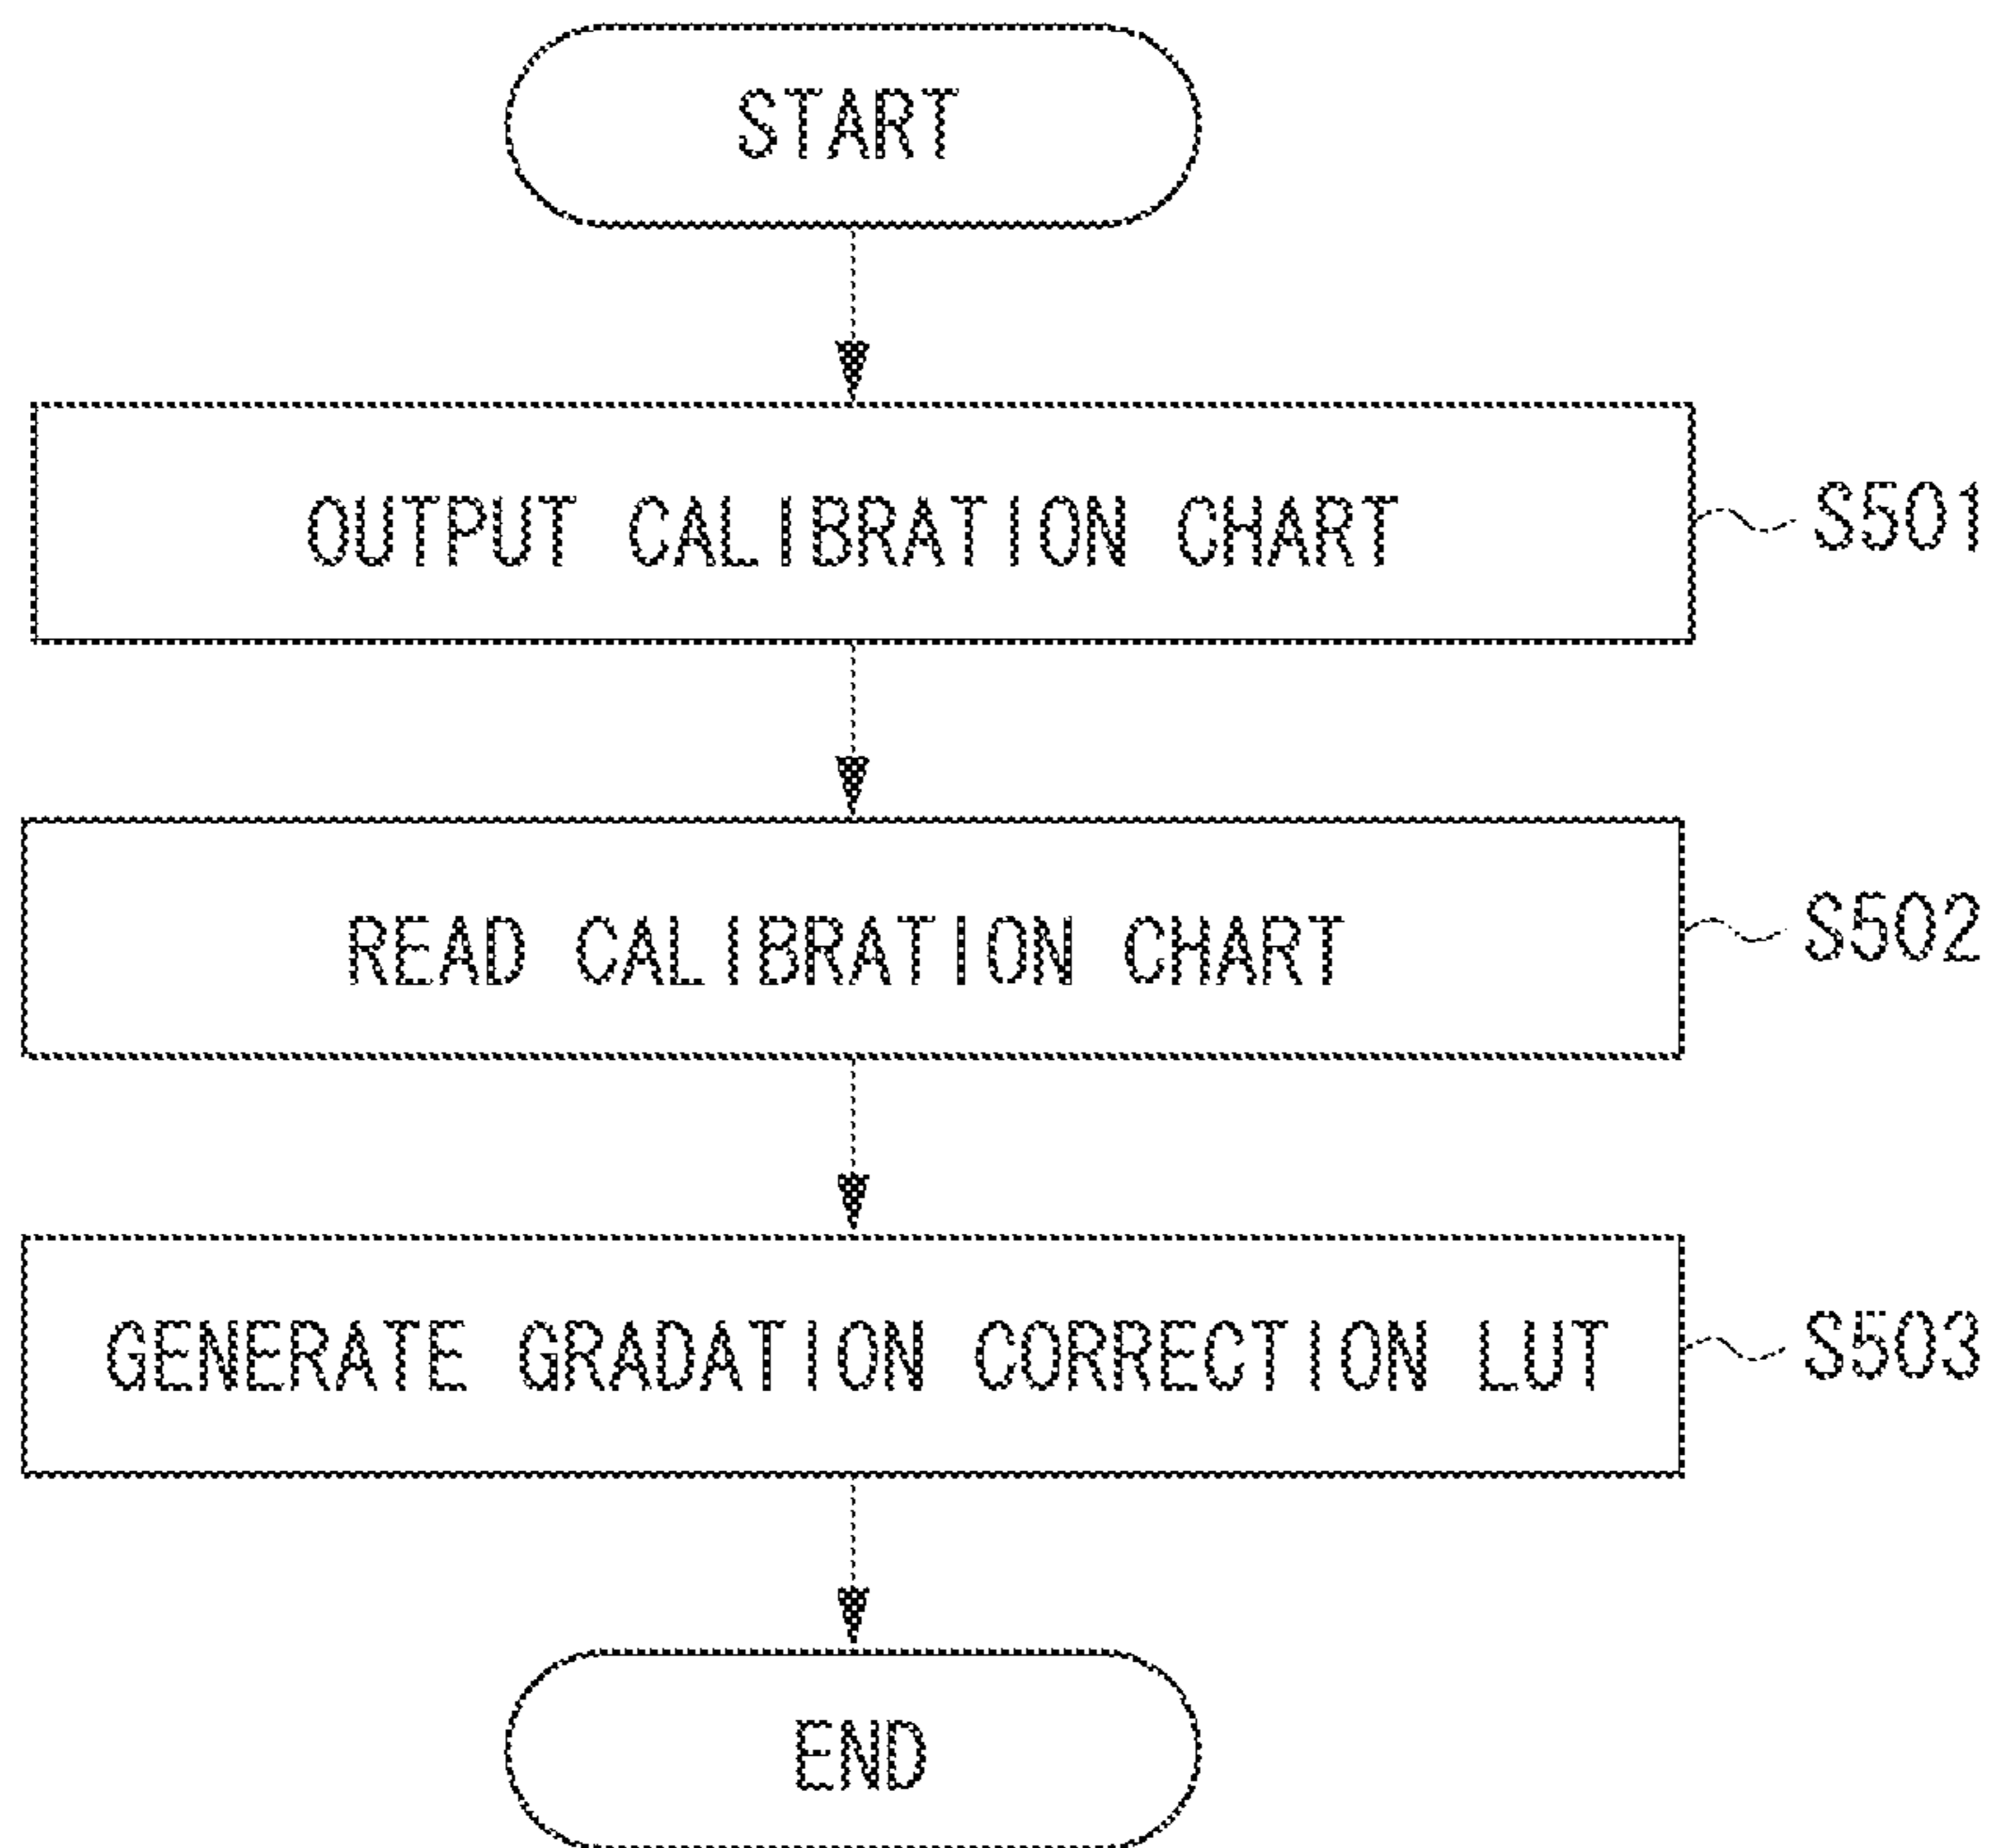 START
OUTPUT CALIBRATION CHART S501
READ CALIBRATION CHART S502
GENERATE GRADATION CORRECTION LUT S503
END